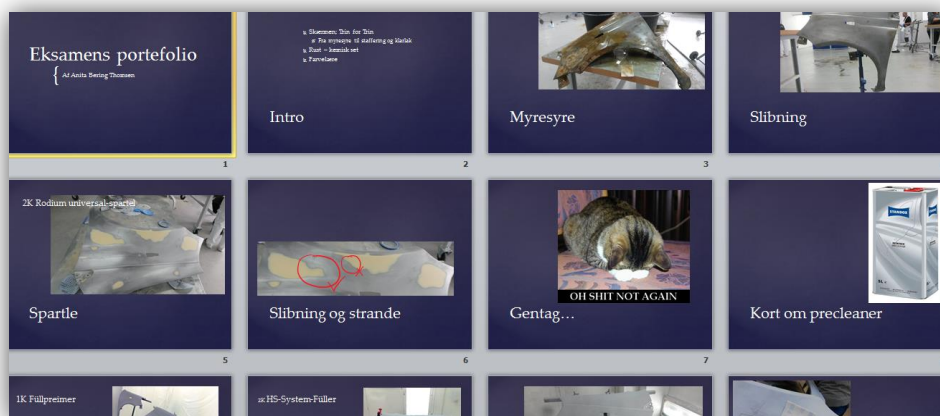 Eksamens portefolio
{ Af Anita Bering Thomsen
1
Skærmen; Trin for Trin
Fra myresyre til staffering og klarlak
Rust – kemisk set
Farvelære
Intro
2
Myresyre
3
Slibning
2K Rodium universal-spartel
Spartle
5
Slibning og strande
6
OH SHIT NOT AGAIN
Gentag...
7
Kort om precleaner
1K Füllpreimer
HS-System-Füller